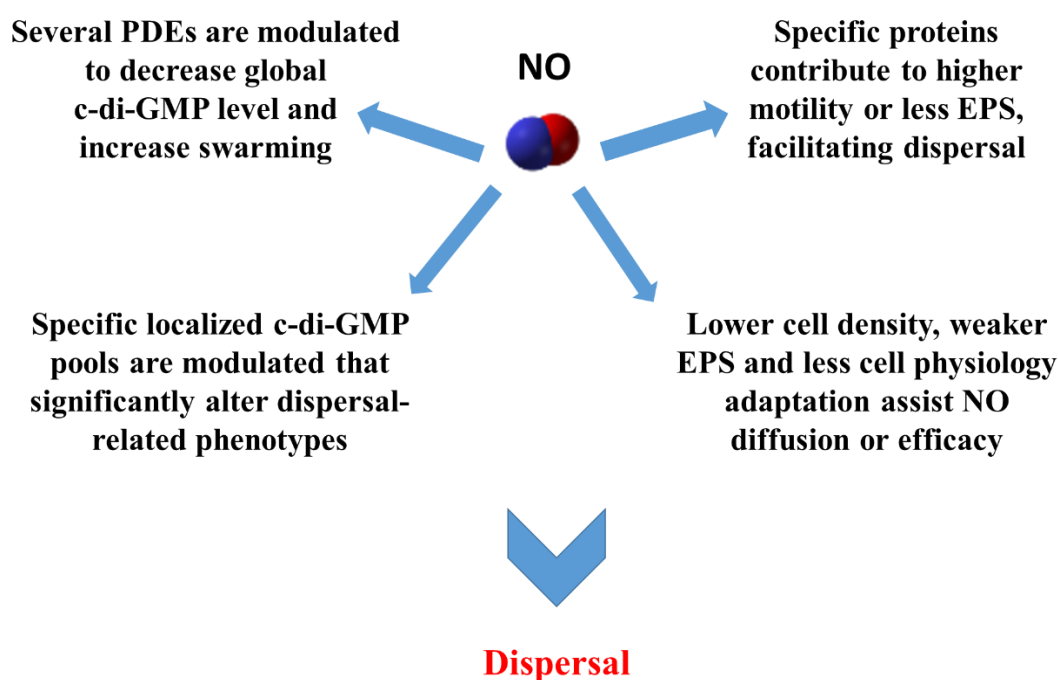 Several PDEs are modulated
to decrease global
c-di-GMP level and
increase swarming
NO
Specific proteins
contribute to higher
motility or less EPS,
facilitating dispersal
Specific localized c-di-GMP
pools are modulated that
significantly alter dispersal-
related phenotypes
Lower cell density, weaker
EPS and less cell physiology
adaptation assist NO
diffusion or efficacy
Dispersal